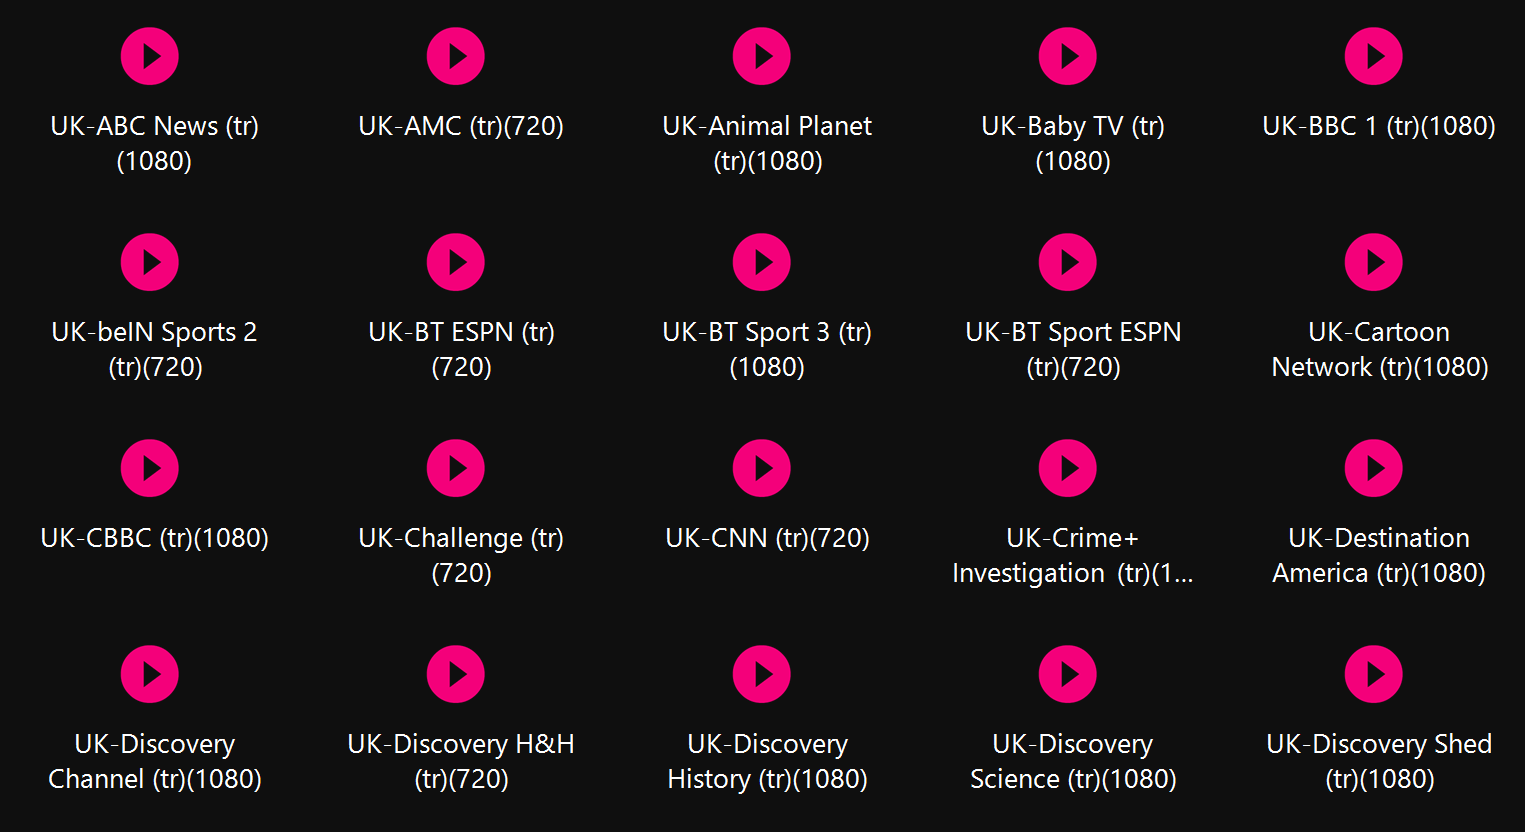 UK-ABC News (tr)
(1080)
UK-AMC (tr)(720)
UK-Animal Planet
(tr)(1080)
UK-Baby TV (tr)
(1080)
UK-BBC 1 (tr)(1080)
UK-beIN Sports 2
(tr)(720)
UK-BT ESPN (tr)
(720)
UK-BT Sport 3 (tr)
(1080)
UK-BT Sport ESPN
(tr)(720)
UK-Cartoon
Network (tr)(1080)
UK-CBBC (tr)(1080)
UK-Challenge (tr)
(720)
UK-CNN (tr)(720)
UK-Crime+
Investigation (tr)(1...
UK-Destination
America (tr)(1080)
UK-Discovery
Channel (tr)(1080)
UK-Discovery H&H
(tr)(720)
UK-Discovery
History (tr)(1080)
UK-Discovery
Science (tr)(1080)
UK-Discovery Shed
(tr)(1080)